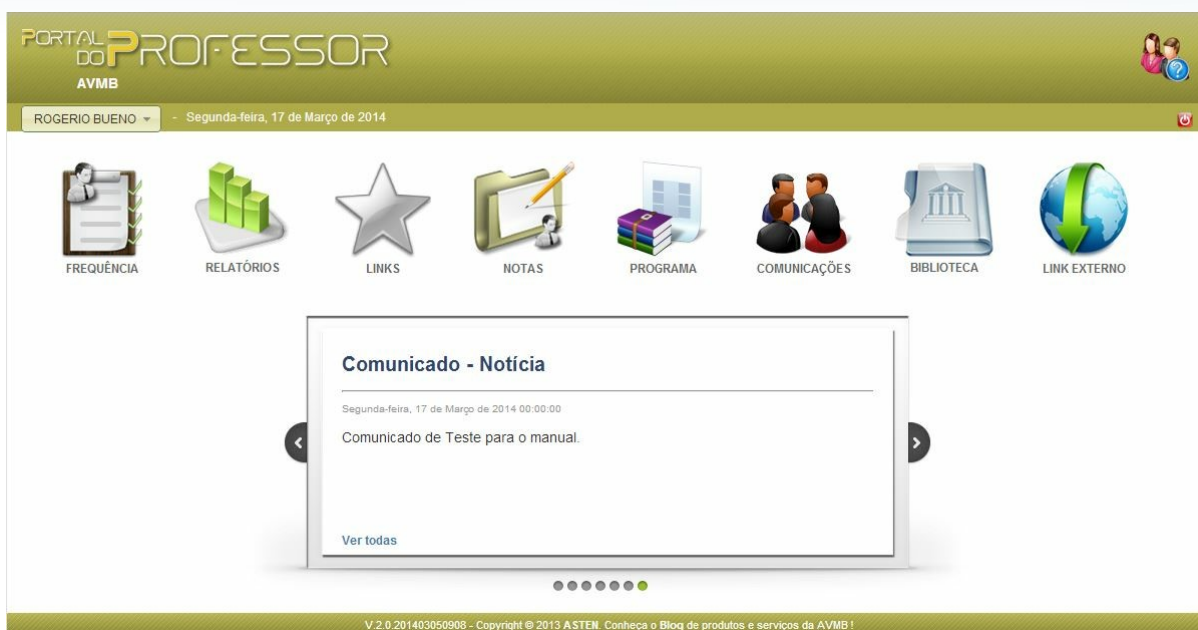 PORTAL DO PROFESSOR
AVMB
ROGERIO BUENO - Segunda-feira, 17 de Março de 2014
FREQUÊNCIA RELATÓRIOS LINKS NOTAS PROGRAMA COMUNICAÇÕES BIBLIOTECA LINK EXTERNO
Comunicado - Notícia
Segunda-feira, 17 de Março de 2014 00:00:00
Comunicado de Teste para o manual.
Ver todas
V.2.0.201403050908 - Copyright © 2013 ASTEN. Conheça o Blog de produtos e serviços da AVMB !